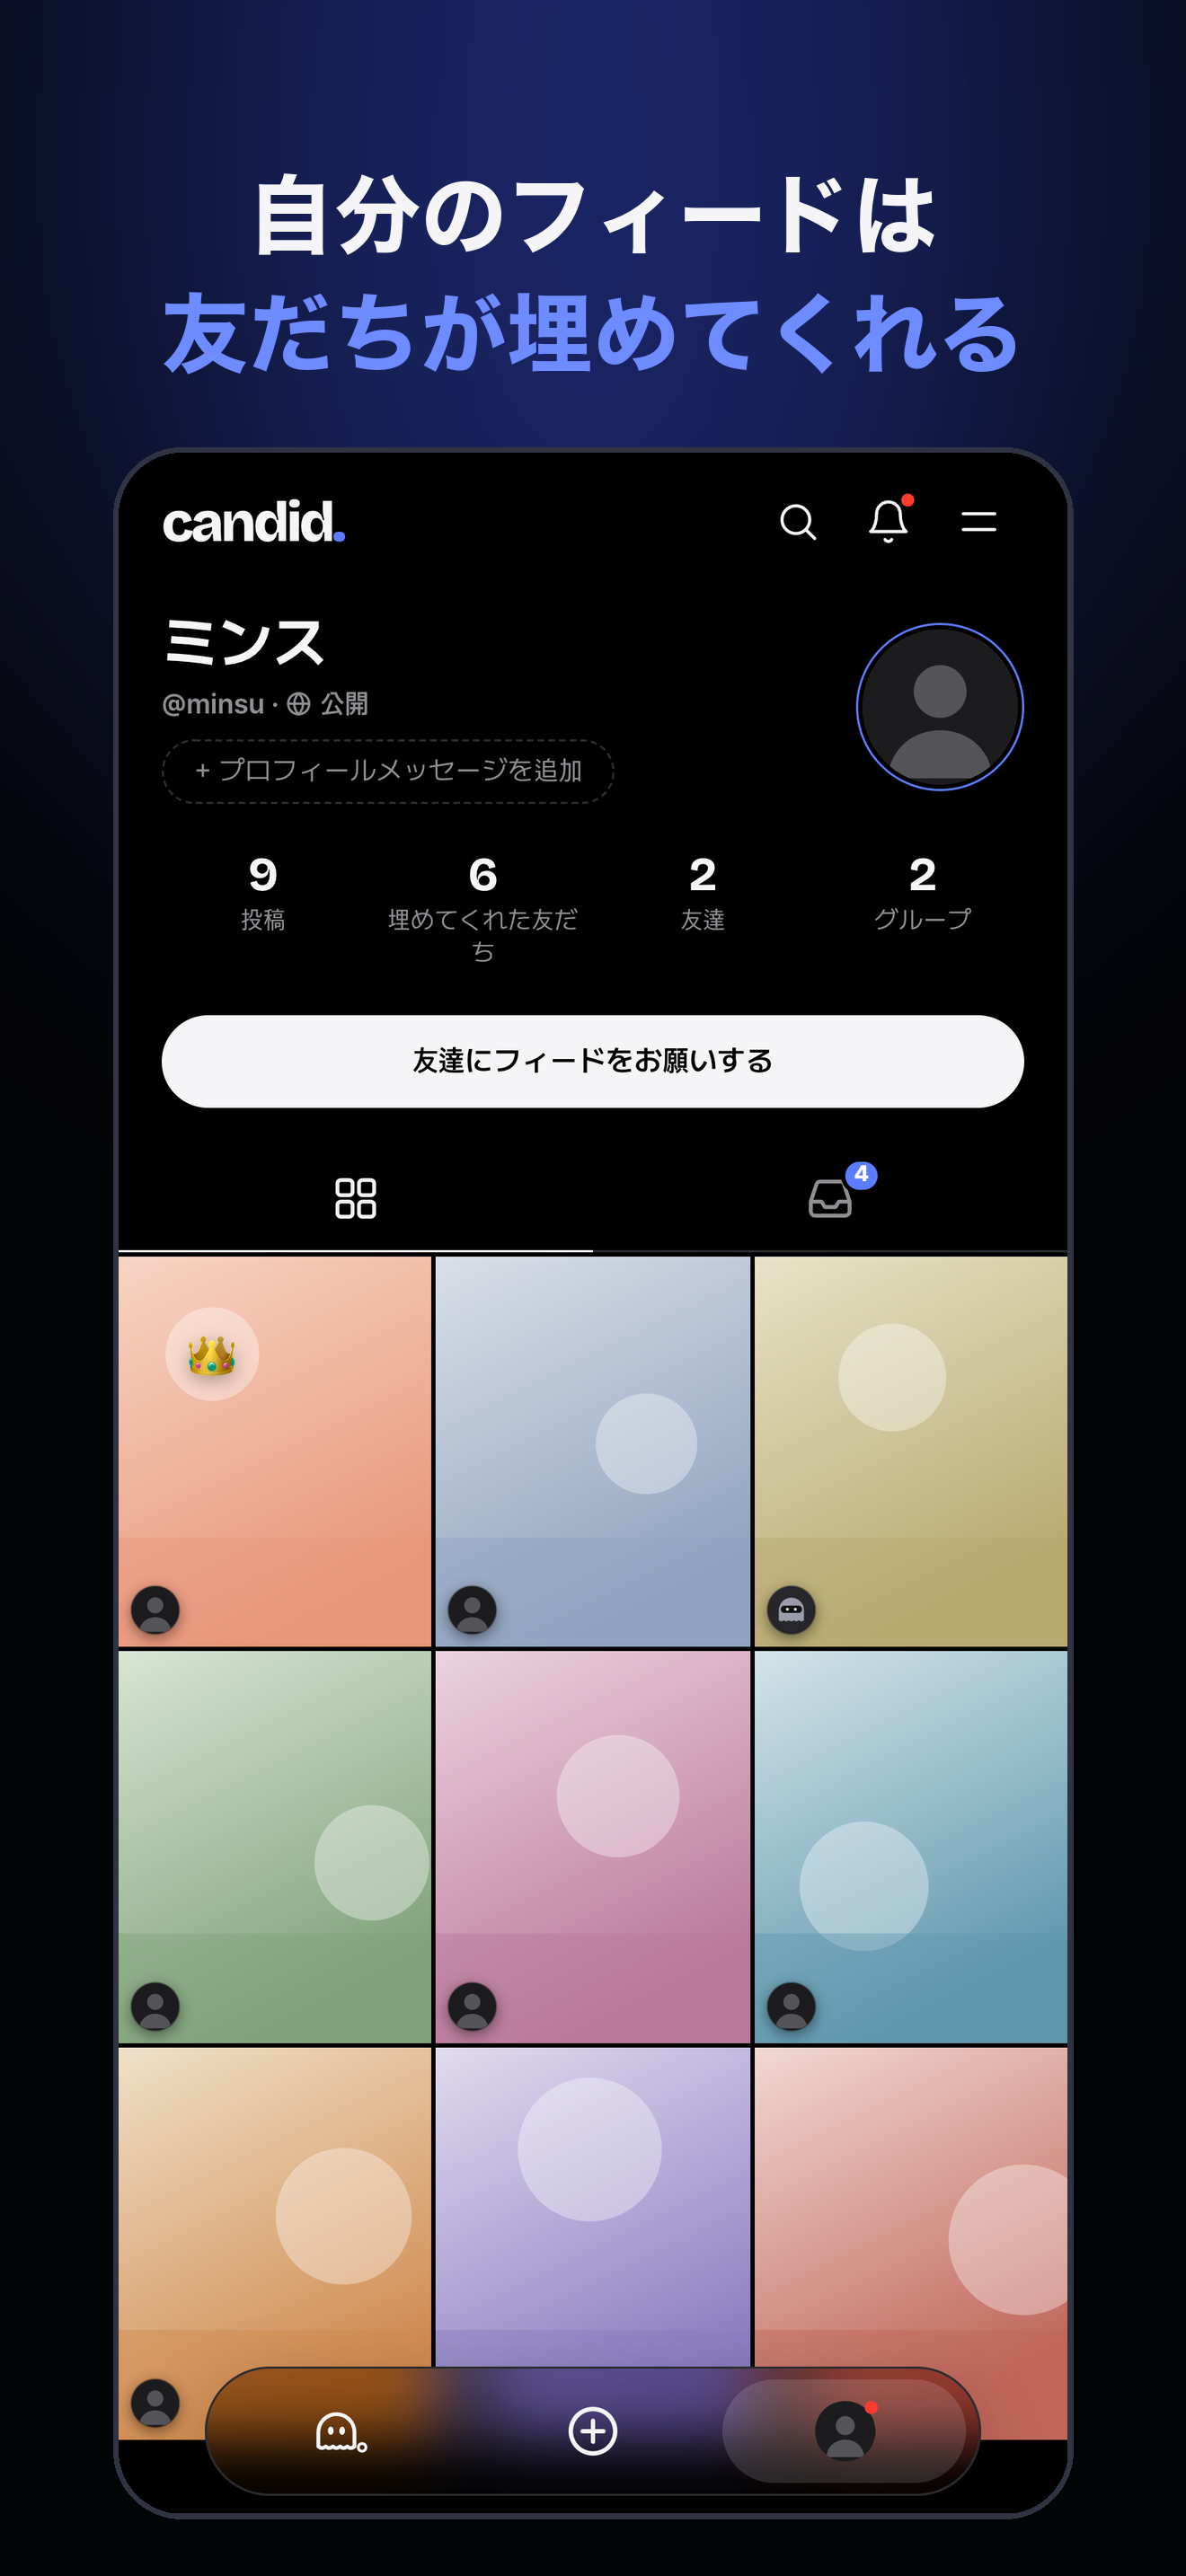 自分のフィードは
友だちが埋めてくれる
candid.
ミンス
@minsu · 公開
+ プロフィールメッセージを追加
9
投稿
6
埋めてくれた友だ
ち
2
友達
2
グループ
友達にフィードをお願いする
4